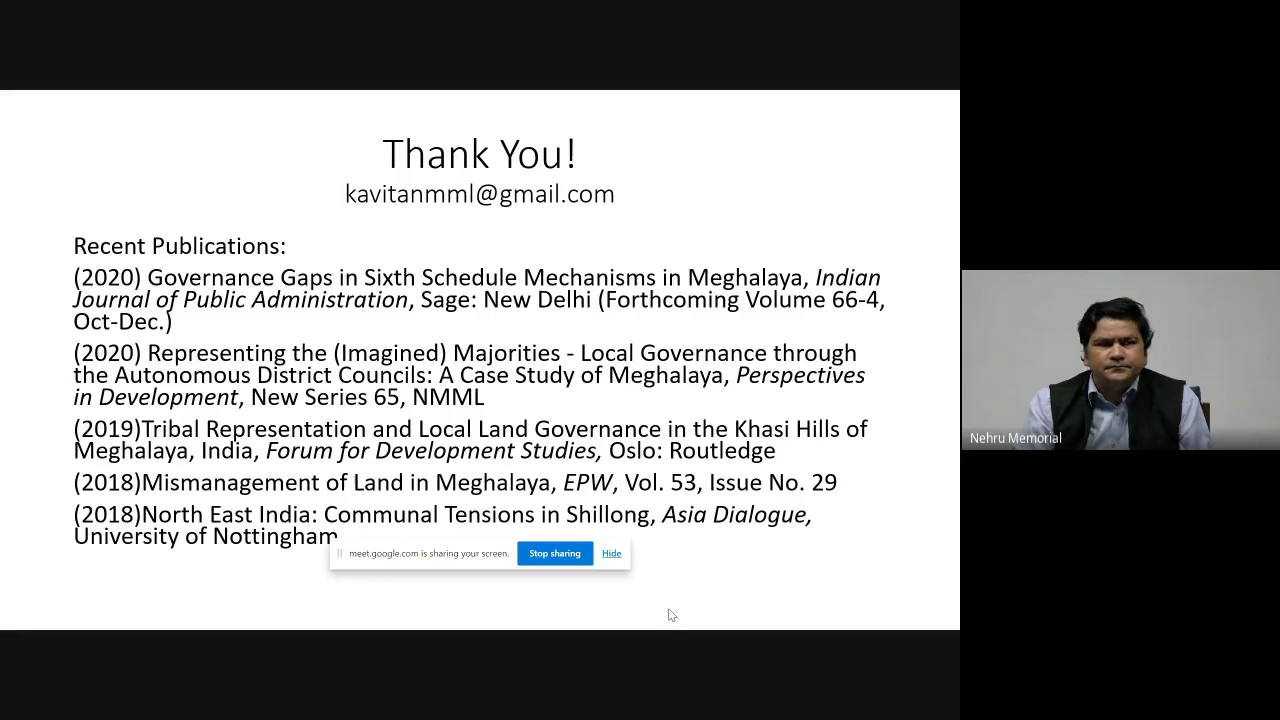 Thank You!
kavitanmml@gmail.com
Recent Publications:
(2020) Governance Gaps in Sixth Schedule Mechanisms in Meghalaya, Indian
Journal of Public Administration, Sage: New Delhi (Forthcoming Volume 66-4,
Oct-Dec.)
(2020) Representing the (Imagined) Majorities - Local Governance through
the Autonomous District Councils: A Case Study of Meghalaya, Perspectives
in Development, New Series 65, NMML
(2019)Tribal Representation and Local Land Governance in the Khasi Hills of
Meghalaya, India, Forum for Development Studies, Oslo: Routledge
(2018)Mismanagement of Land in Meghalaya, EPW, Vol. 53, Issue No. 29
(2018)North East India: Communal Tensions in Shillong, Asia Dialogue,
University of Nottingham
meet.google.com is sharing your screen. Stop sharing Hide
Nehru Memorial